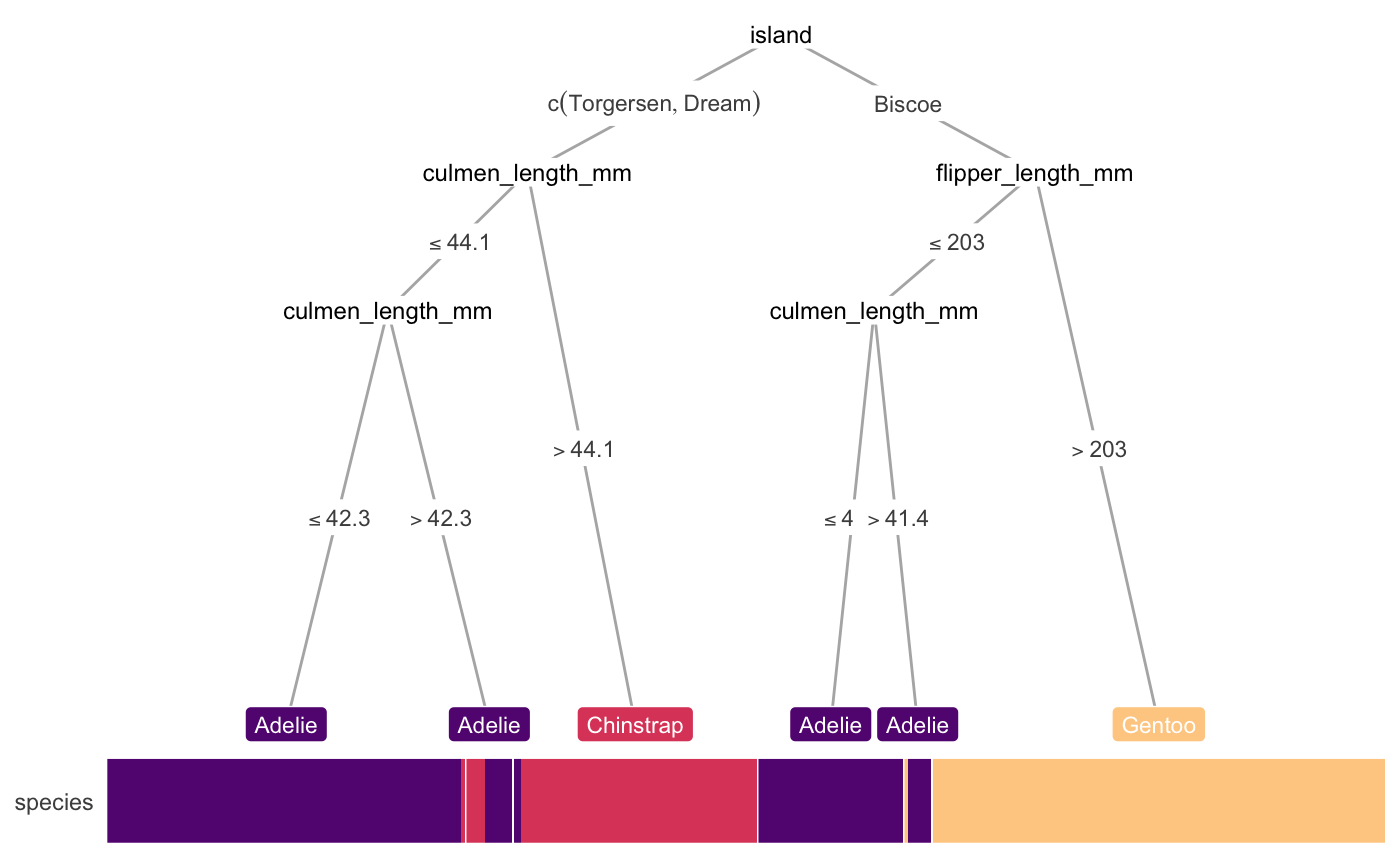 island
c(Torgersen, Dream) Biscoe
culmen_length_mm flipper_length_mm
≤ 44.1 ≤ 203
culmen_length_mm culmen_length_mm
> 44.1 > 203
≤ 42.3 > 42.3 ≤ 4 > 41.4
Adelie Adelie Chinstrap Adelie Adelie Gentoo
species